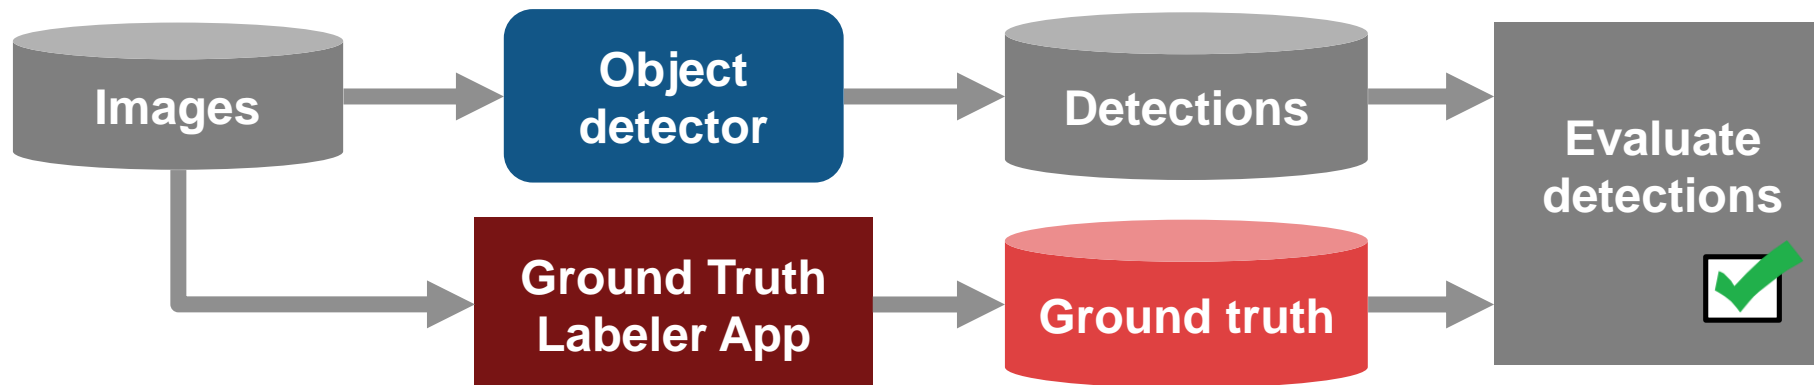 Images
Object
detector
Detections
Evaluate
detections
Ground Truth
Labeler App
Ground truth